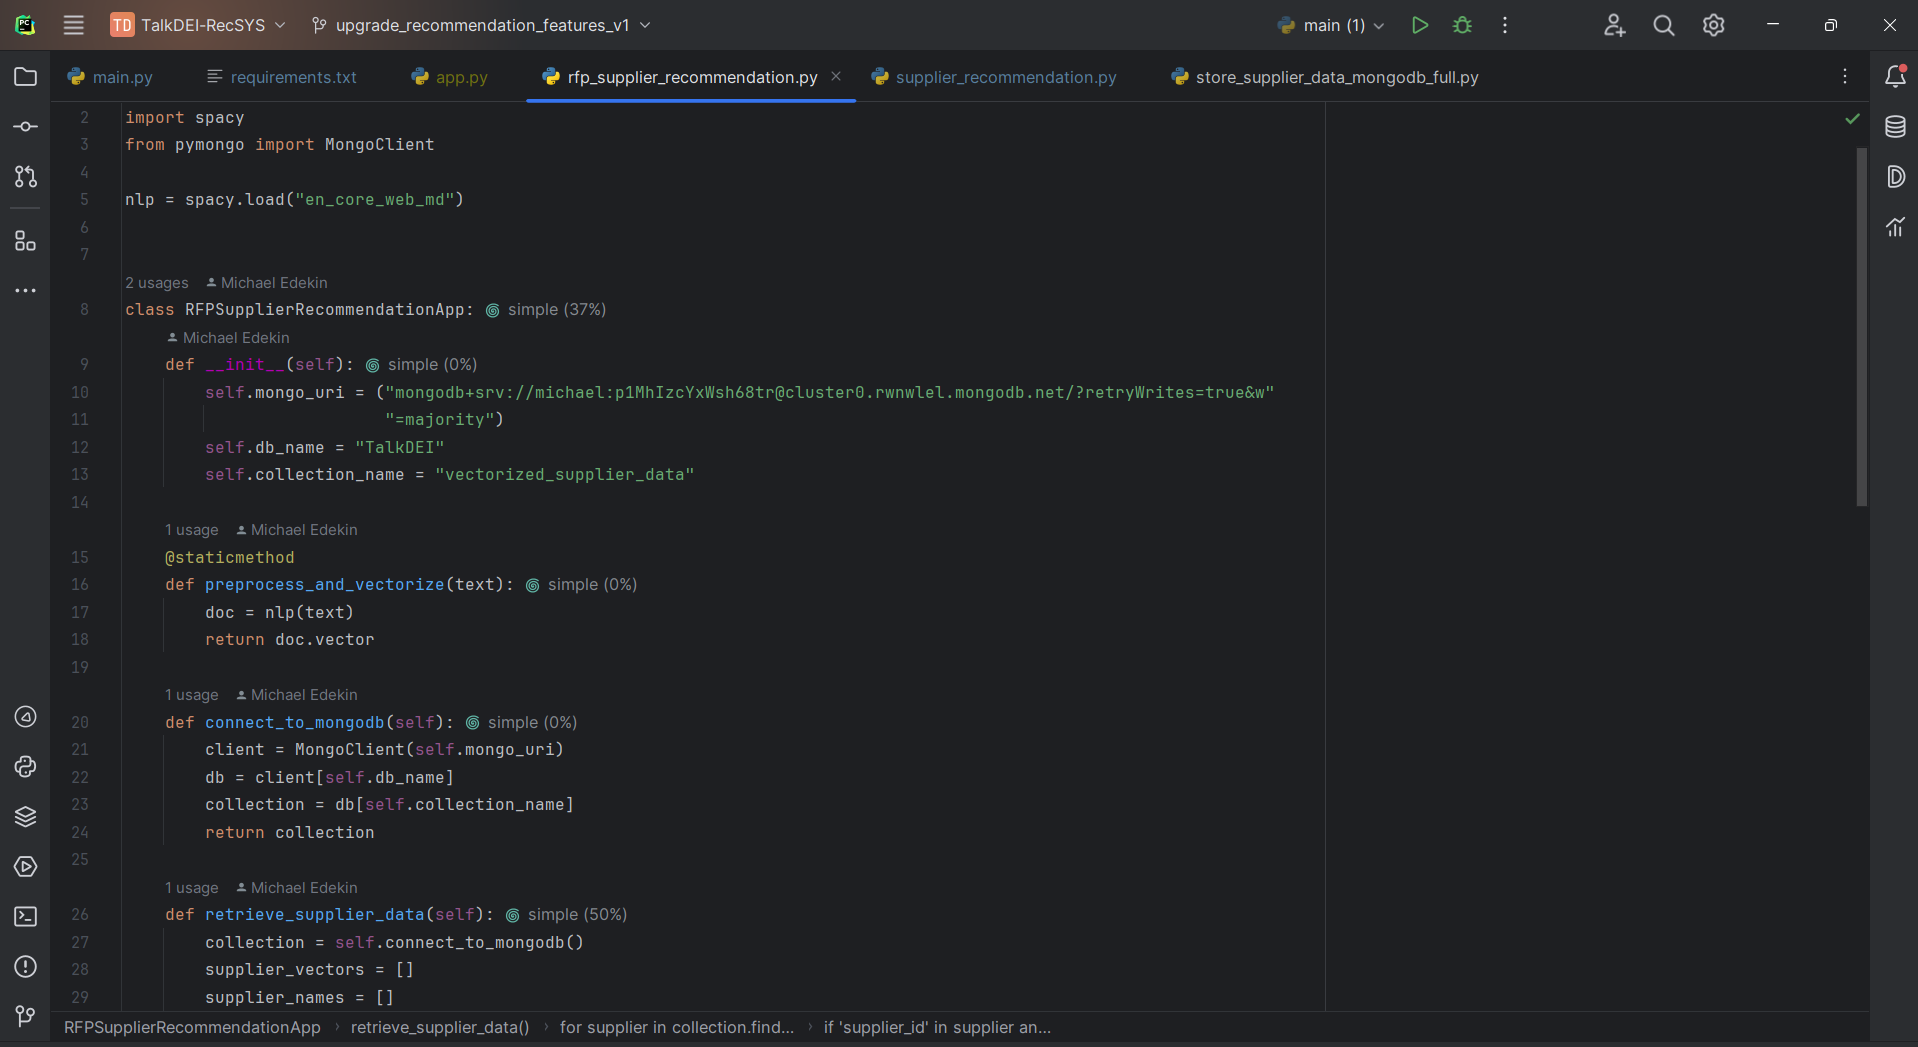 TD TalkDEI-RecSYS upgrade_recommendation_features_v1 main (1)
main.py requirements.txt app.py rfp_supplier_recommendation.py supplier_recommendation.py store_supplier_data_mongodb_full.py
2 import spacy
3 from pymongo import MongoClient
4
5 nlp = spacy.load("en_core_web_md")
6
7
2 usages Michael Edekin
8 class RFPSupplierRecommendationApp: simple (37%)
Michael Edekin
9 def __init__(self): simple (0%)
10 self.mongo_uri = ("mongodb+srv://michael:p1MhIzcYxWsh68tr@cluster0.rwnwlel.mongodb.net/?retryWrites=true&w"
11 "=majority")
12 self.db_name = "TalkDEI"
13 self.collection_name = "vectorized_supplier_data"
14
1 usage Michael Edekin
15 @staticmethod
16 def preprocess_and_vectorize(text): simple (0%)
17 doc = nlp(text)
18 return doc.vector
19
1 usage Michael Edekin
20 def connect_to_mongodb(self): simple (0%)
21 client = MongoClient(self.mongo_uri)
22 db = client[self.db_name]
23 collection = db[self.collection_name]
24 return collection
25
1 usage Michael Edekin
26 def retrieve_supplier_data(self): simple (50%)
27 collection = self.connect_to_mongodb()
28 supplier_vectors = []
29 supplier_names = []
RFPSupplierRecommendationApp › retrieve_supplier_data() › for supplier in collection.find... › if 'supplier_id' in supplier an...